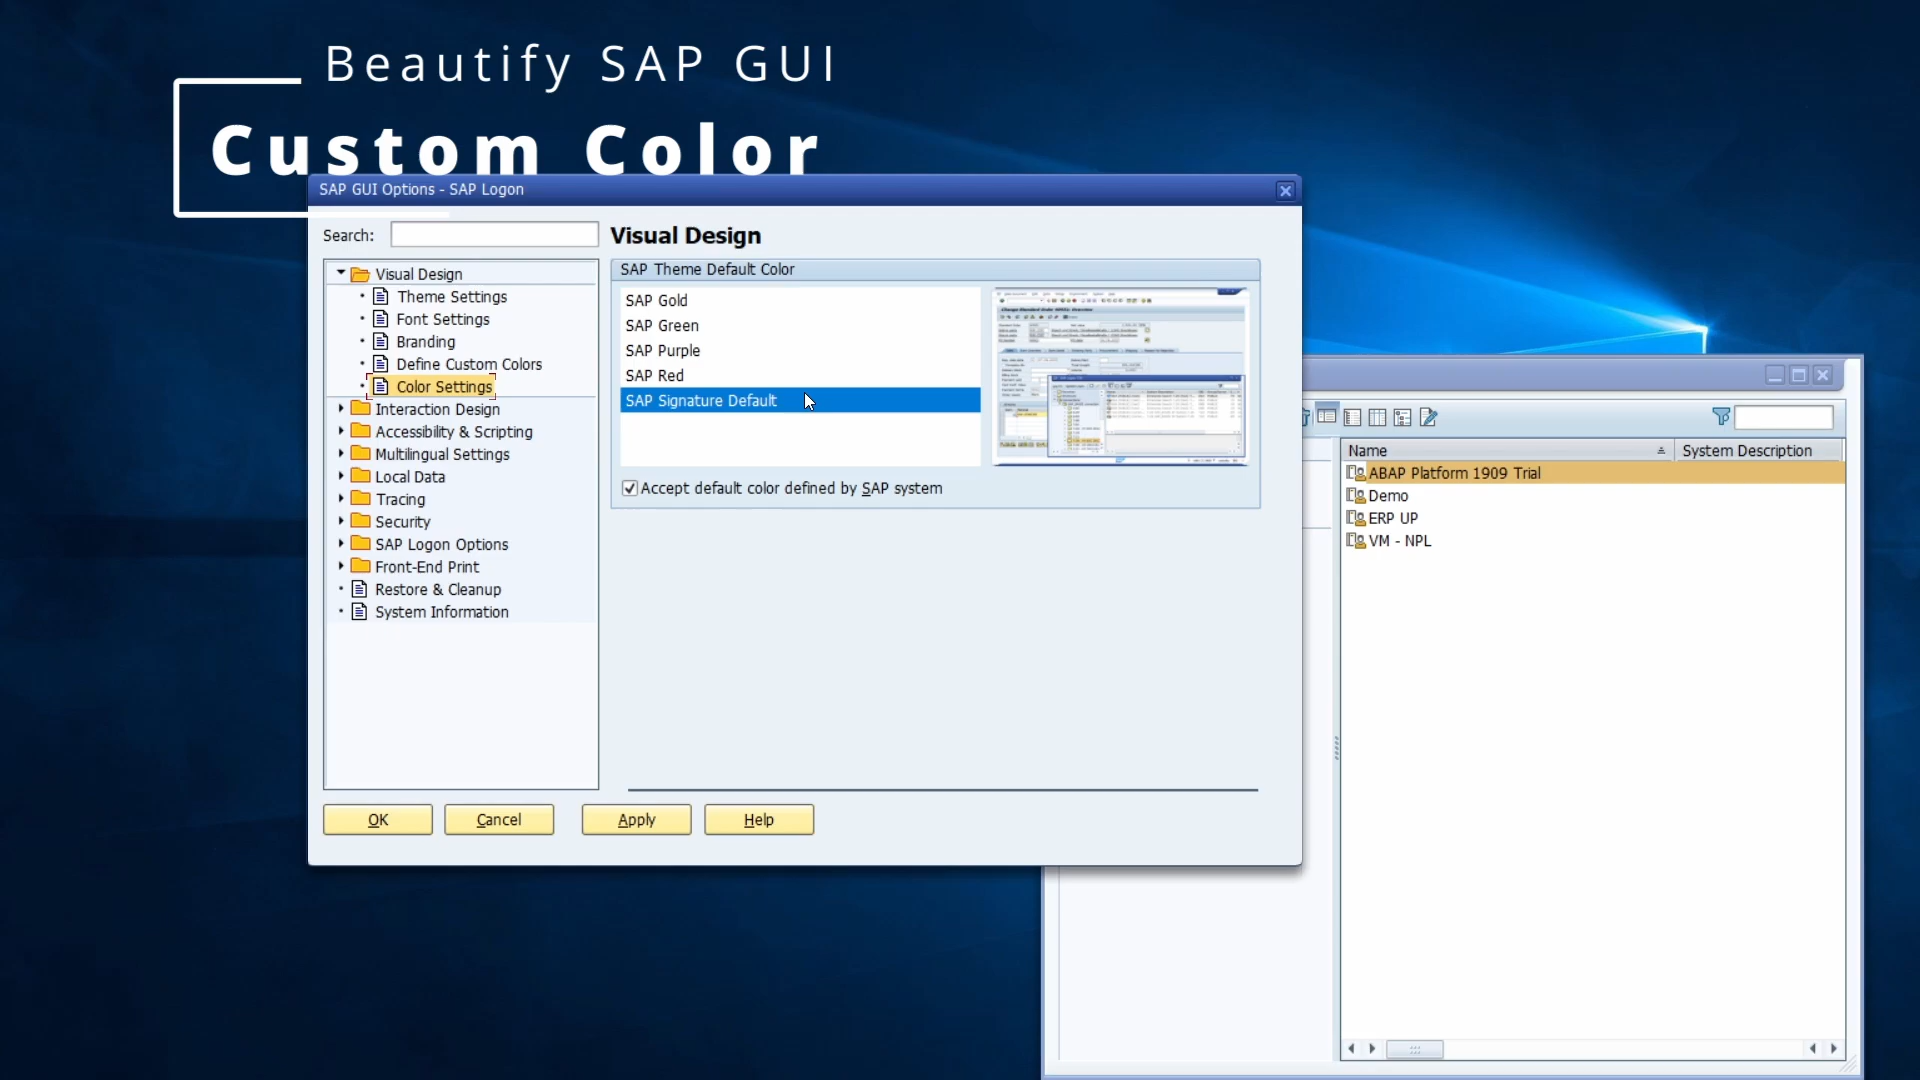 Beautify SAP GUI
Custom Color
SAP GUI Options - SAP Logon
Search:
Visual Design
Theme Settings
Font Settings
Branding
Define Custom Colors
Color Settings
Interaction Design
Accessibility & Scripting
Multilingual Settings
Local Data
Tracing
Security
SAP Logon Options
Front-End Print
Restore & Cleanup
System Information
Visual Design
SAP Theme Default Color
SAP Gold
SAP Green
SAP Purple
SAP Red
SAP Signature Default
Accept default color defined by SAP system
OK
Cancel
Apply
Help
Name
System Description
ABAP Platform 1909 Trial
Demo
ERP UP
VM - NPL